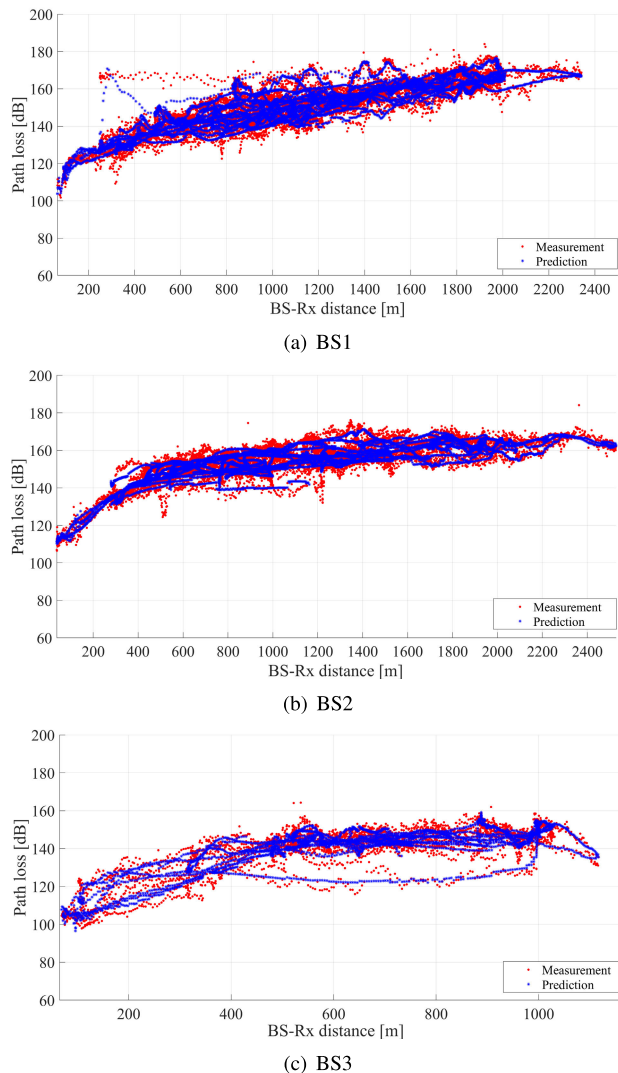 200
180
160
140
120
100
80
60
Path loss [dB]
Measurement
Prediction
200 400 600 800 1000 1200 1400 1600 1800 2000 2200 2400
BS-Rx distance [m]
(a) BS1
200
180
160
140
120
100
80
60
Path loss [dB]
Measurement
Prediction
200 400 600 800 1000 1200 1400 1600 1800 2000 2200 2400
BS-Rx distance [m]
(b) BS2
200
180
160
140
120
100
80
60
Path loss [dB]
Measurement
Prediction
200 400 600 800 1000
BS-Rx distance [m]
(c) BS3